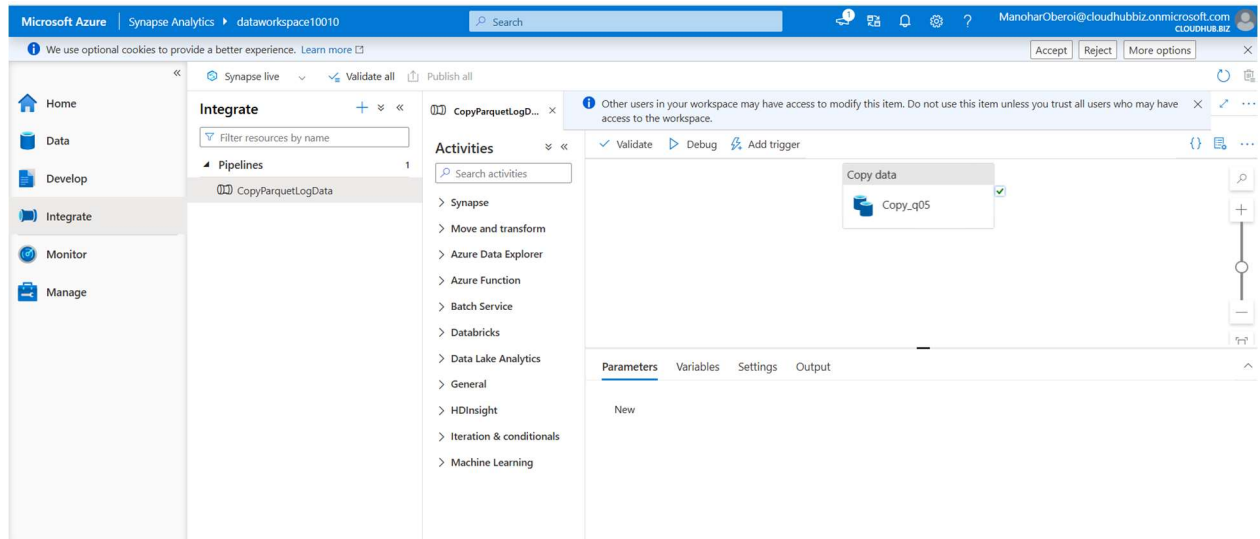 Microsoft Azure | Synapse Analytics ▸ dataworkspace10010
Search
1
ManoharOberoi@cloudhubbiz.onmicrosoft.com
CLOUDHUB.BIZ
We use optional cookies to provide a better experience. Learn more
Accept Reject More options
Synapse live Validate all Publish all
Home
Data
Develop
Integrate
Monitor
Manage
Integrate
Filter resources by name
Pipelines 1
CopyParquetLogData
CopyParquetLogD...
Other users in your workspace may have access to modify this item. Do not use this item unless you trust all users who may have
access to the workspace.
Activities
Search activities
Synapse
Move and transform
Azure Data Explorer
Azure Function
Batch Service
Databricks
Data Lake Analytics
General
HDInsight
Iteration & conditionals
Machine Learning
Validate Debug Add trigger
Copy data
Copy_q05
Parameters Variables Settings Output
New